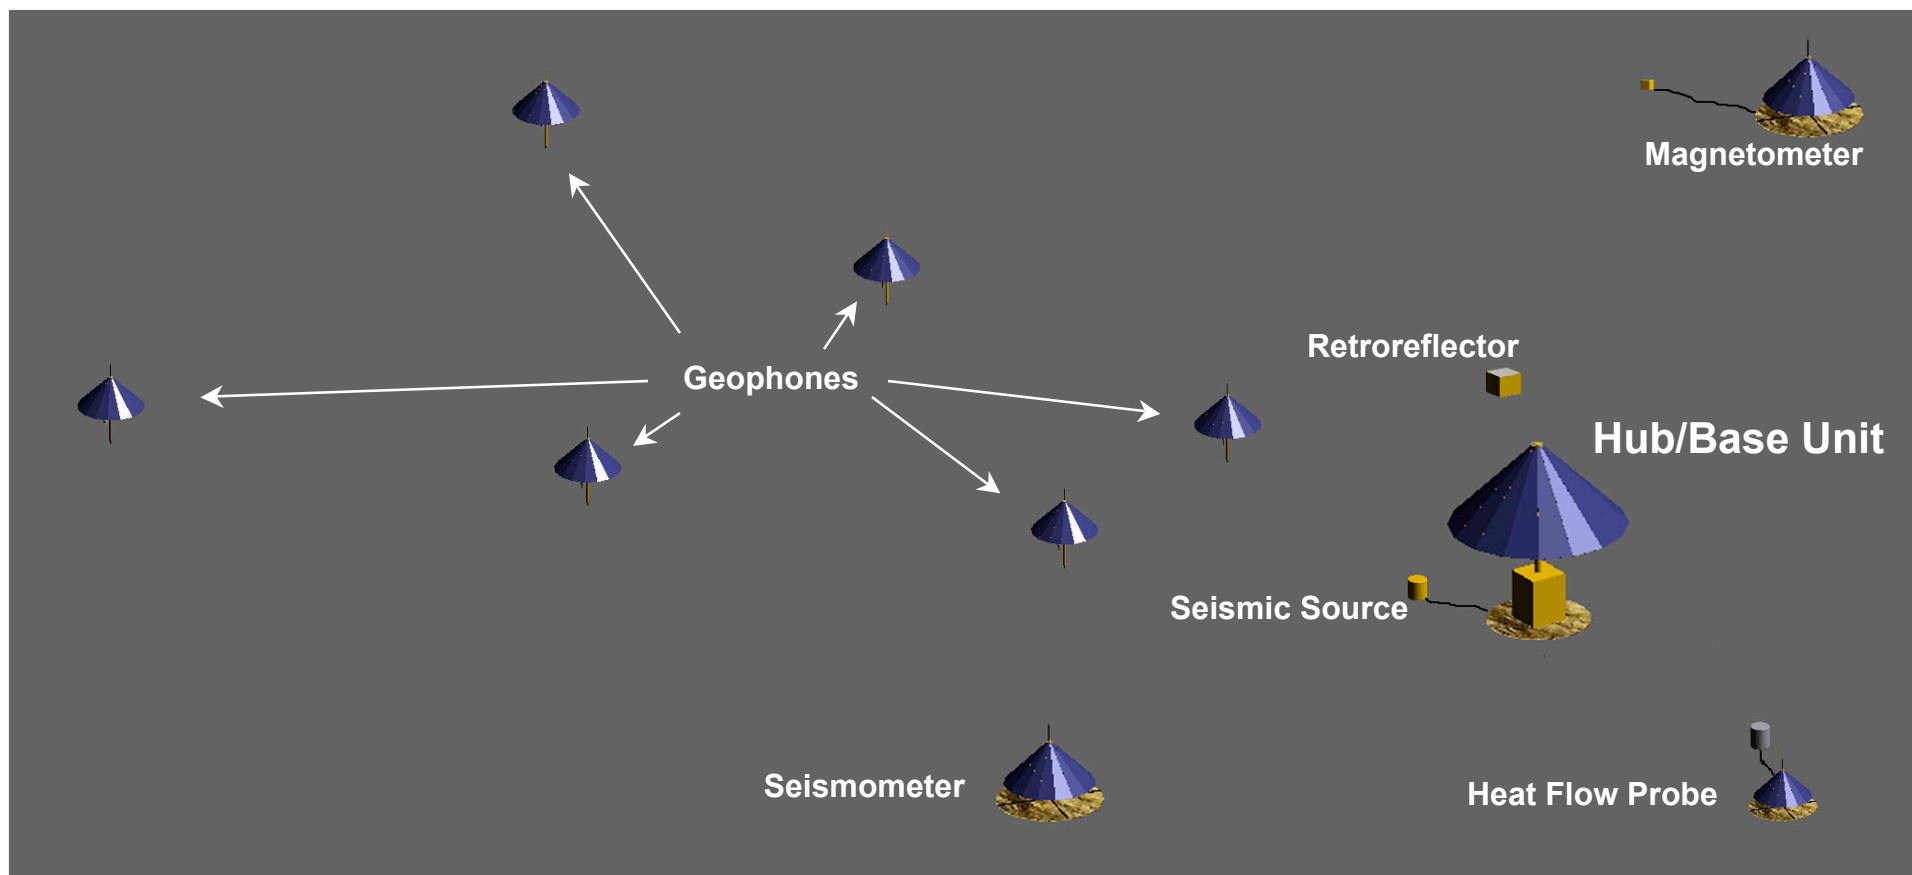 Magnetometer
Retroreflector
Geophones
Hub/Base Unit
Seismic Source
Seismometer
Heat Flow Probe